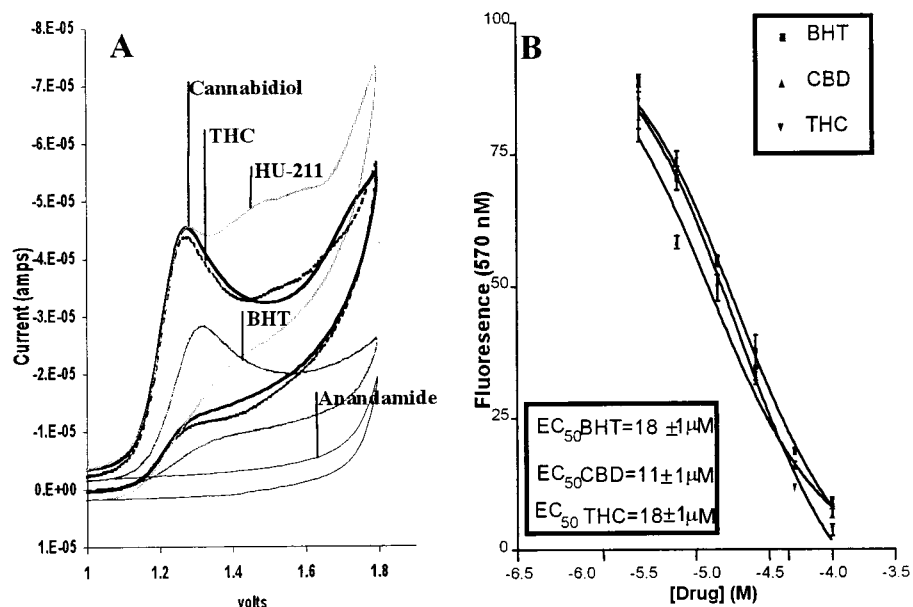 A
-8.E-05
-7.E-05
-6.E-05
-5.E-05
-4.E-05
-3.E-05
-2.E-05
-1.E-05
0.E+00
1.E-05
Current (amps)
Cannabidiol
THC
HU-211
BHT
Anandamide
1
1.2
1.4
1.6
1.8
volts
B
BHT
CBD
THC
100
75
50
25
0
Fluoresence (570 nM)
EC50BHT=18 ±1µM
EC50CBD=11±1µM
EC50 THC=18±1µM
-6.5
-6.0
-5.5
-5.0
-4.5
-4.0
-3.5
[Drug] (M)